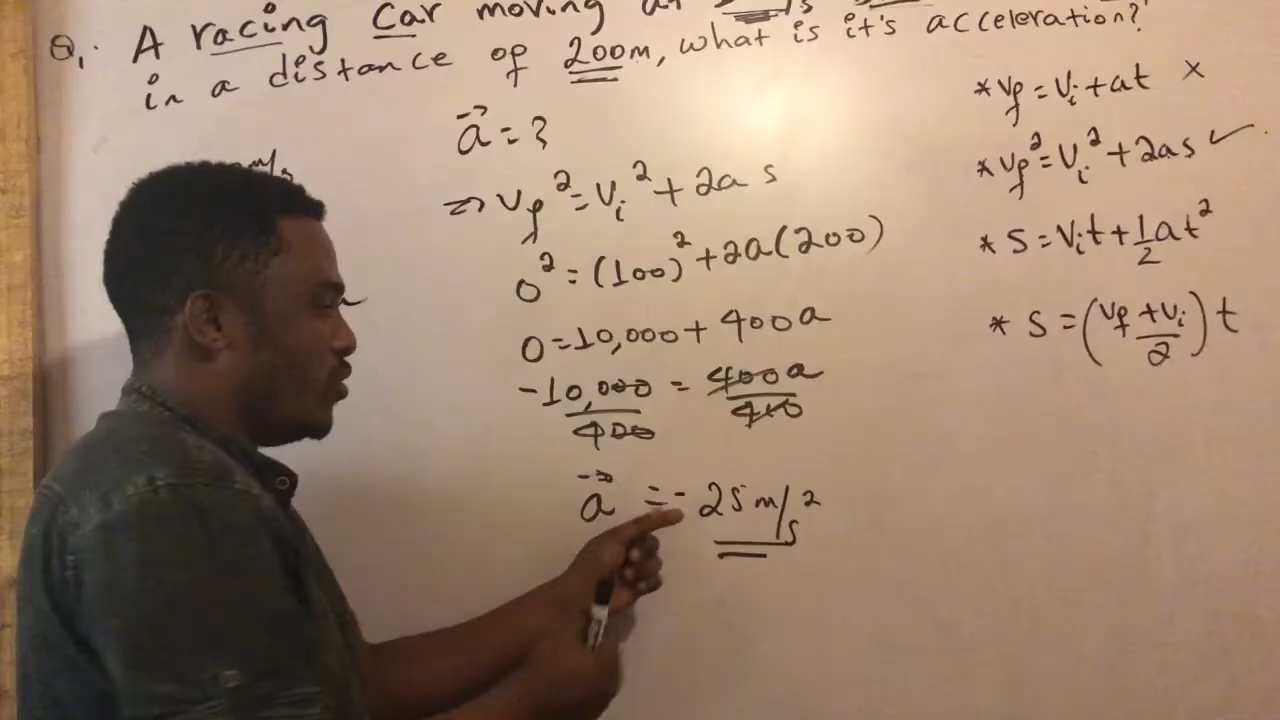 Q₁ A racing car moving at
in a distance of 200m, what is it's acceleration?
a⃗ = ?
⇒ Vf² = Vi² + 2as
0² = (100)² + 2a(200)
0 = 10,000 + 400a
-10,000/400 = 400a/400
a⃗ = -25m/s²
m/s
* Vf = Vi + at ×
* Vf² = Vi² + 2as ✓
* S = Vit + 1/2 at²
* S = (Vf + Vi/2) t